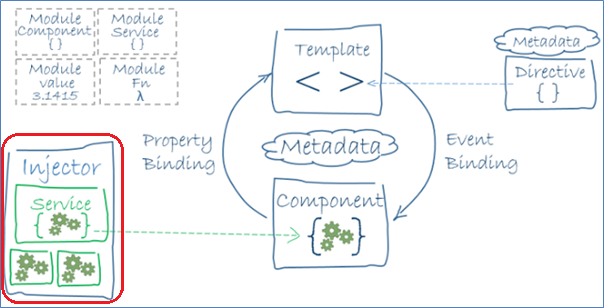 Module
Component
{ }
Module
Service
{ }
Module
value
3.1415
Module
Fn
λ
Template
< >
Metadata
Directive
{ }
Property
Binding
Metadata
Event
Binding
Injector
Service
{ }
Component
{ }